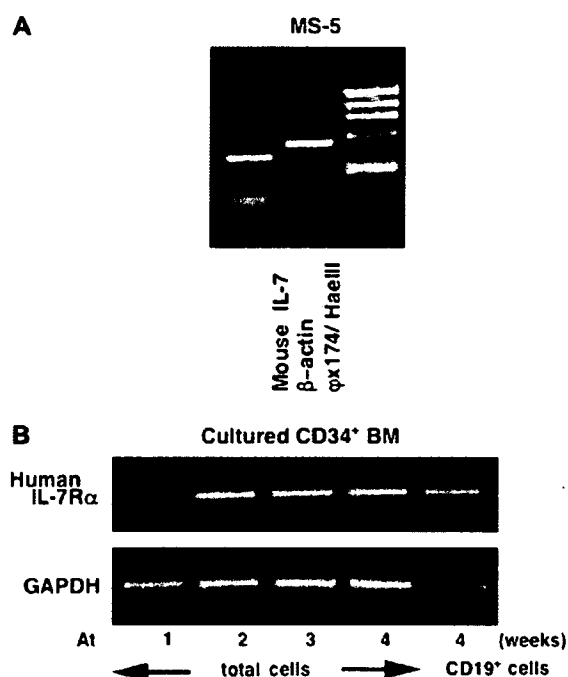 A
MS-5
Mouse IL-7
β-actin
φx174/ HaeIII
B
Cultured CD34⁺ BM
Human
IL-7Rα
GAPDH
At 1 2 3 4 4 (weeks)
total cells CD19⁺ cells